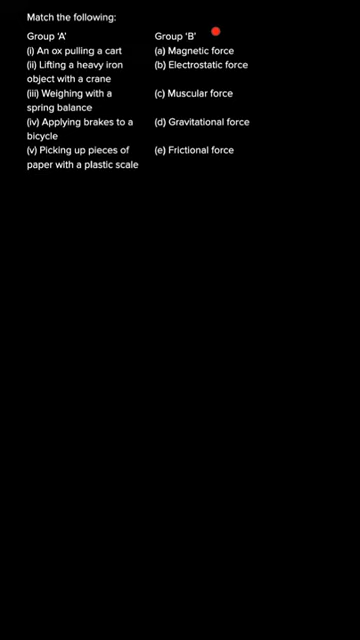 Match the following:
Group 'A' Group 'B'
(i) An ox pulling a cart (a) Magnetic force
(ii) Lifting a heavy iron (b) Electrostatic force
object with a crane
(iii) Weighing with a (c) Muscular force
spring balance
(iv) Applying brakes to a (d) Gravitational force
bicycle
(v) Picking up pieces of (e) Frictional force
paper with a plastic scale